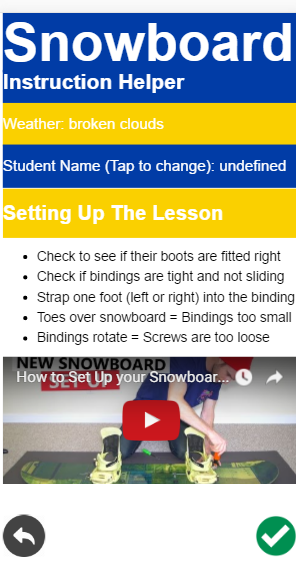 Snowboard
Instruction Helper
Weather: broken clouds
Student Name (Tap to change): undefined
Setting Up The Lesson
Check to see if their boots are fitted right
Check if bindings are tight and not sliding
Strap one foot (left or right) into the binding
Toes over snowboard = Bindings too small
Bindings rotate = Screws are too loose
NEW SNOWBOARD
How to Set Up your Snowboar...
SET UP